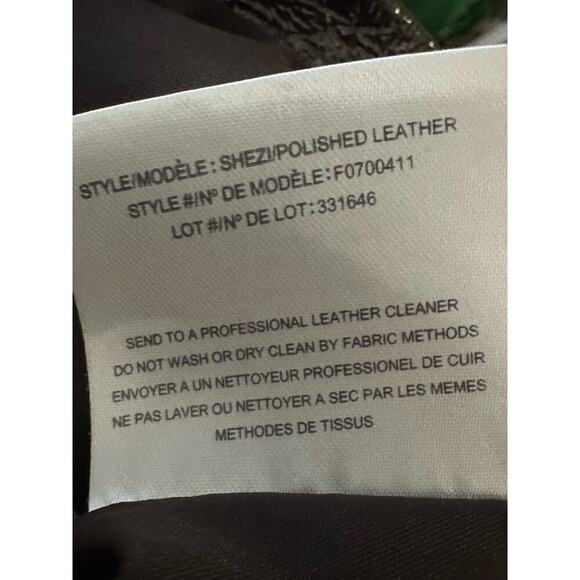 STYLE/MODÈLE: SHEZI/POLISHED LEATHER
STYLE #/Nº DE MODÈLE: F0700411
LOT #/Nº DE LOT: 331646
SEND TO A PROFESSIONAL LEATHER CLEANER
DO NOT WASH OR DRY CLEAN BY FABRIC METHODS
ENVOYER A UN NETTOYEUR PROFESSIONEL DE CUIR
NE PAS LAVER OU NETTOYER A SEC PAR LES MEMES
METHODES DE TISSUS